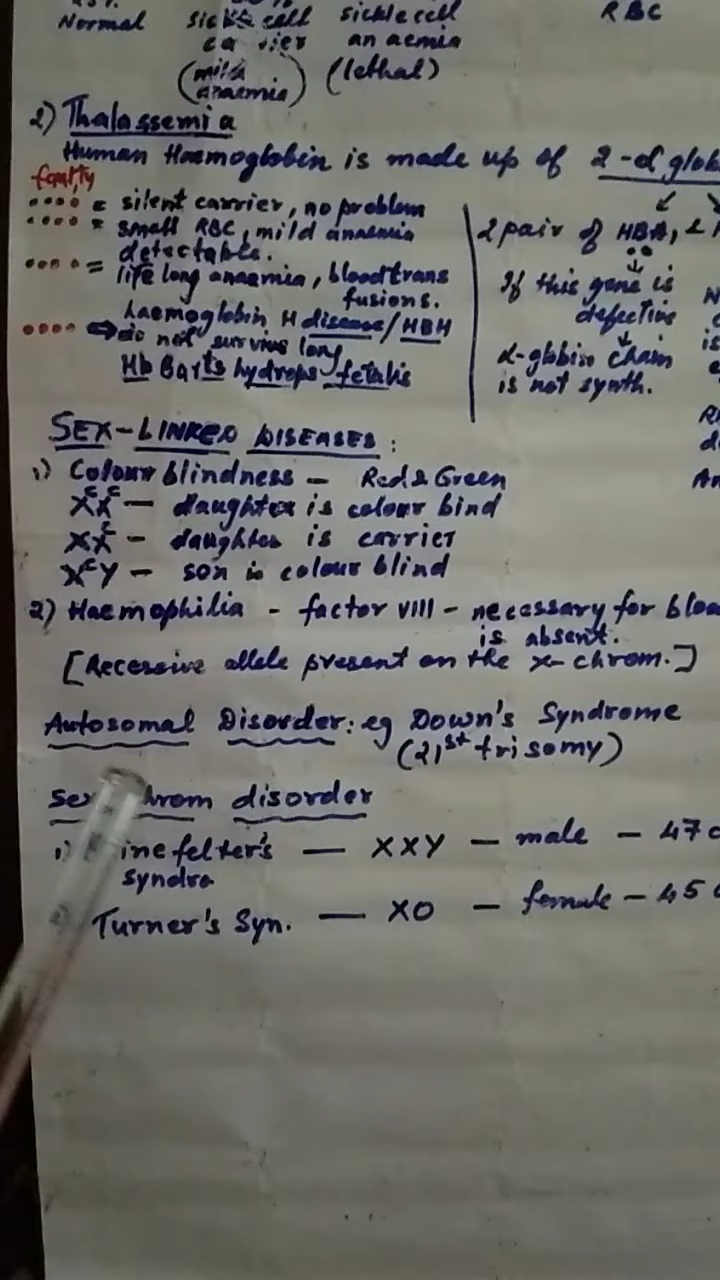 Normal sickle cell carrier sickle cell anaemia RBC
(mild anaemia) (lethal)
2) Thalassemia
Human Haemoglobin is made up of 2-α glob
faulty
•••• = silent carrier, no problem
•••• = small RBC, mild anaemia
detectable.
•••• = life long anaemia, blood trans
fusions.
haemoglobin H disease/HBH
•••• ⇒ do not survive long
Hb Barts hydrops fetalis
2 pair of HBA, &
↓
If this gene is
defective
↓
α-globin chain
is not synth.
SEX-LINKED DISEASES:
1) Colour blindness — Red & Green
XᶜXᶜ — daughter is colour bind
XXᶜ — daughter is carrier
XᶜY — son is colour blind
2) Haemophilia - factor VIII - necessary for bloo
is absent.
[Recessive allele present on the x-chrom.]
Autosomal Disorder: eg Down's Syndrome
(21st trisomy)
disorder
1) inefelter's — XXY — male — 47 c
syndro
Turner's Syn. — XO — female — 45 c